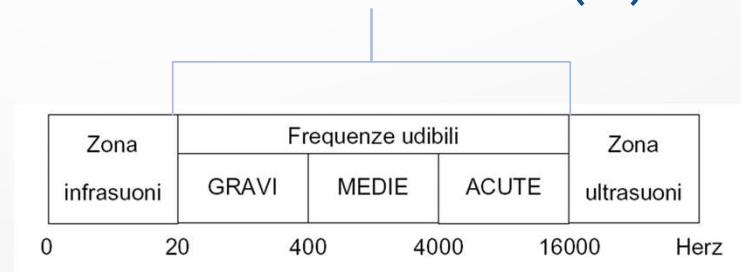 Zona infrasuoni
Frequenze udibili
GRAVI MEDIE ACUTE
Zona ultrasuoni
0 20 400 4000 16000 Herz